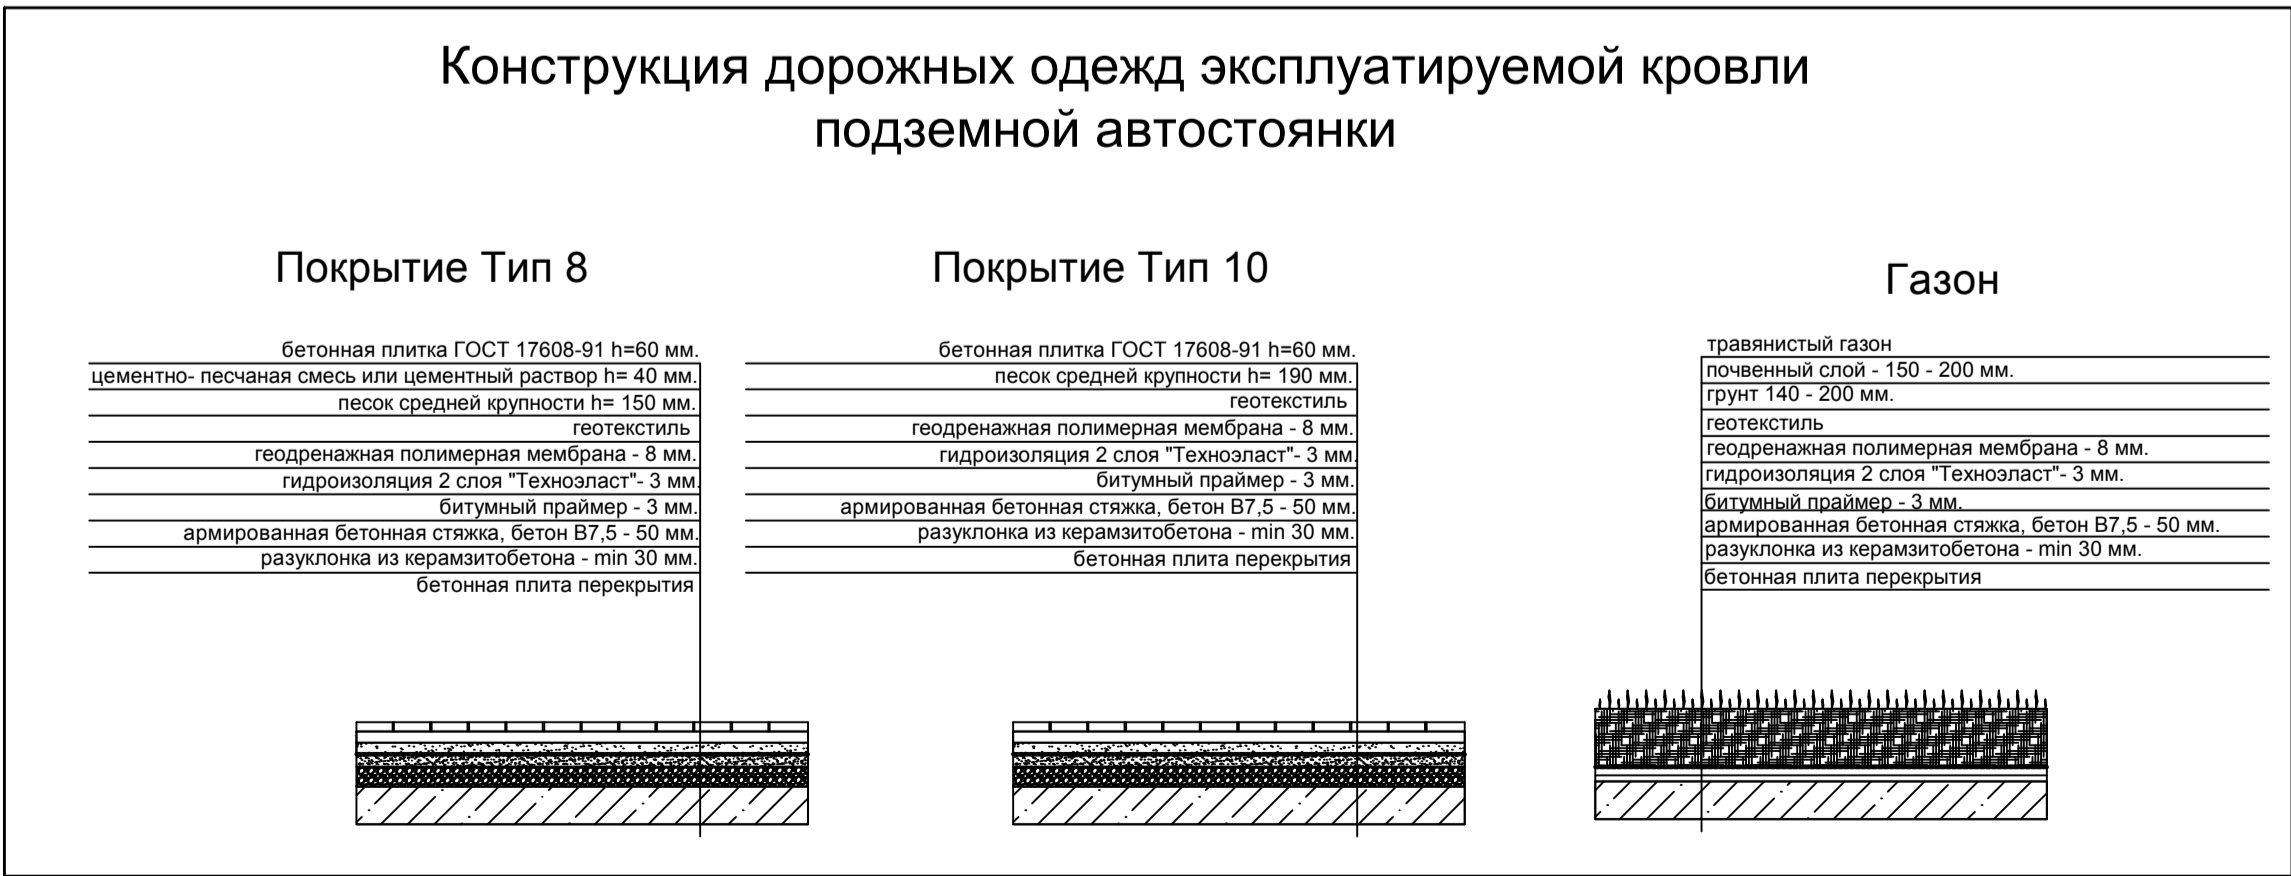 Конструкция дорожных одежд эксплуатируемой кровли
подземной автостоянки
Покрытие Тип 8
бетонная плитка ГОСТ 17608-91 h=60 мм.
цементно- песчаная смесь или цементный раствор h= 40 мм.
песок средней крупности h= 150 мм.
геотекстиль
геодренажная полимерная мембрана - 8 мм.
гидроизоляция 2 слоя "Техноэласт"- 3 мм.
битумный праймер - 3 мм.
армированная бетонная стяжка, бетон В7,5 - 50 мм.
разуклонка из керамзитобетона - min 30 мм.
бетонная плита перекрытия
Покрытие Тип 10
бетонная плитка ГОСТ 17608-91 h=60 мм.
песок средней крупности h= 190 мм.
геотекстиль
геодренажная полимерная мембрана - 8 мм.
гидроизоляция 2 слоя "Техноэласт"- 3 мм.
битумный праймер - 3 мм.
армированная бетонная стяжка, бетон В7,5 - 50 мм.
разуклонка из керамзитобетона - min 30 мм.
бетонная плита перекрытия
Газон
травянистый газон
почвенный слой - 150 - 200 мм.
грунт 140 - 200 мм.
геотекстиль
геодренажная полимерная мембрана - 8 мм.
гидроизоляция 2 слоя "Техноэласт"- 3 мм.
битумный праймер - 3 мм.
армированная бетонная стяжка, бетон В7,5 - 50 мм.
разуклонка из керамзитобетона - min 30 мм.
бетонная плита перекрытия